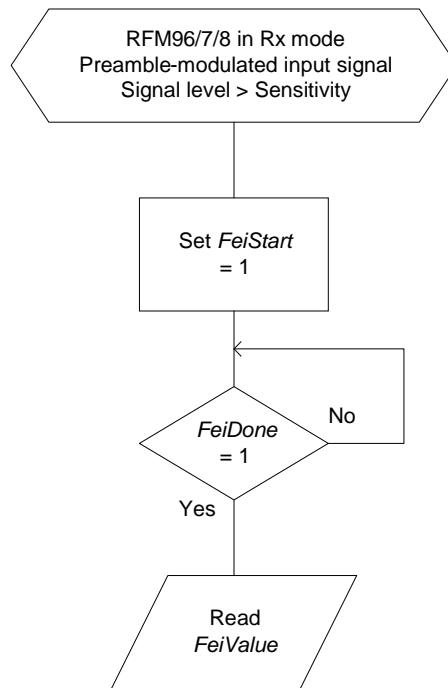 RFM96/7/8 in Rx mode
Preamble-modulated input signal
Signal level > Sensitivity
Set FeiStart
= 1
FeiDone
= 1
No
Yes
Read
FeiValue